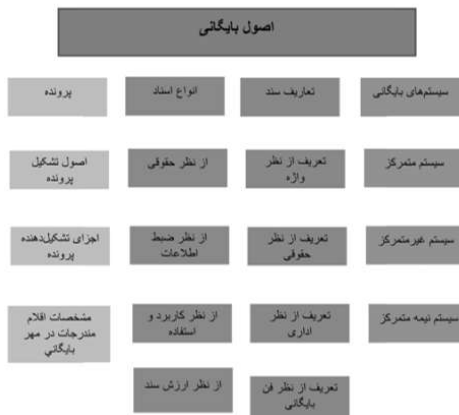 اصول بایگانی
سیستم‌های بایگانی
تعاریف سند
انواع اسناد
پرونده
سیستم متمرکز
تعریف از نظر
واژه
از نظر حقوقی
اصول تشکیل
پرونده
سیستم غیرمتمرکز
تعریف از نظر
حقوقی
از نظر ضبط
اطلاعات
اجزای تشکیل‌دهنده
پرونده
سیستم نیمه متمرکز
تعریف از نظر
اداری
از نظر کاربرد و
استفاده
مشخصات اقلام
مندرجات در مهر
بایگانی
تعریف از نظر فن
بایگانی
از نظر ارزش سند